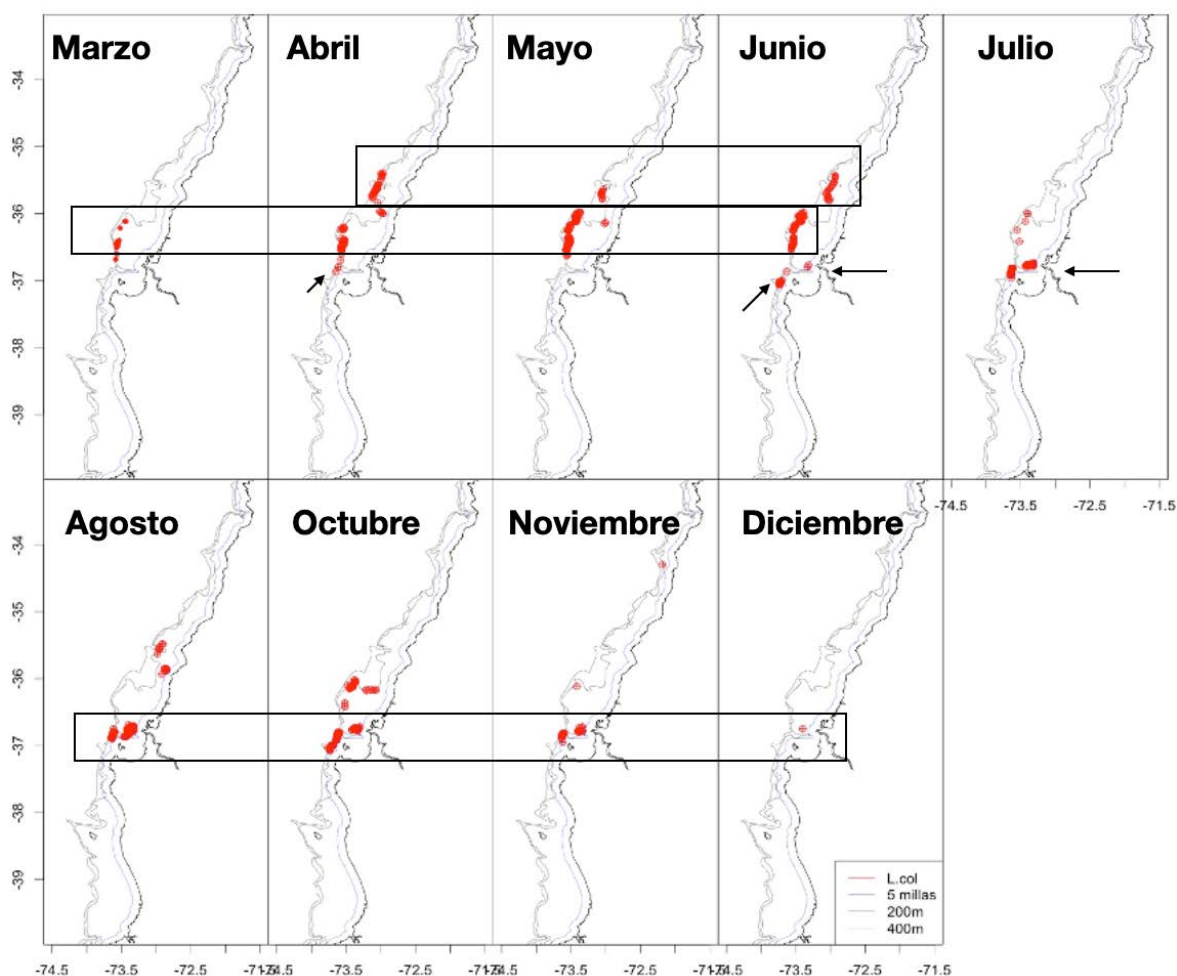 Marzo Abril Mayo Junio Julio
-34
-35
-36
-37
-38
-39
Agosto Octubre Noviembre Diciembre
-74.5 -73.5 -72.5 -71.5
-34
-35
-36
-37
-38
-39
L.col
5 millas
200m
400m
-74.5 -73.5 -72.5 -73.5 -72.5 -73.5 -72.5 -73.5 -72.5 -71.5